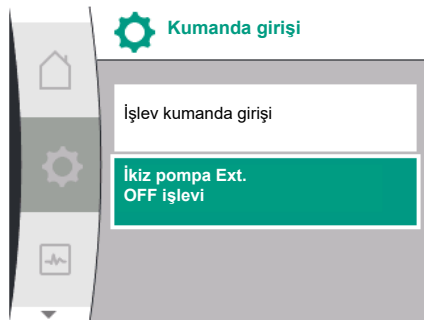 Kumanda girişi
İşlev kumanda girişi
İkiz pompa Ext.
OFF işlevi